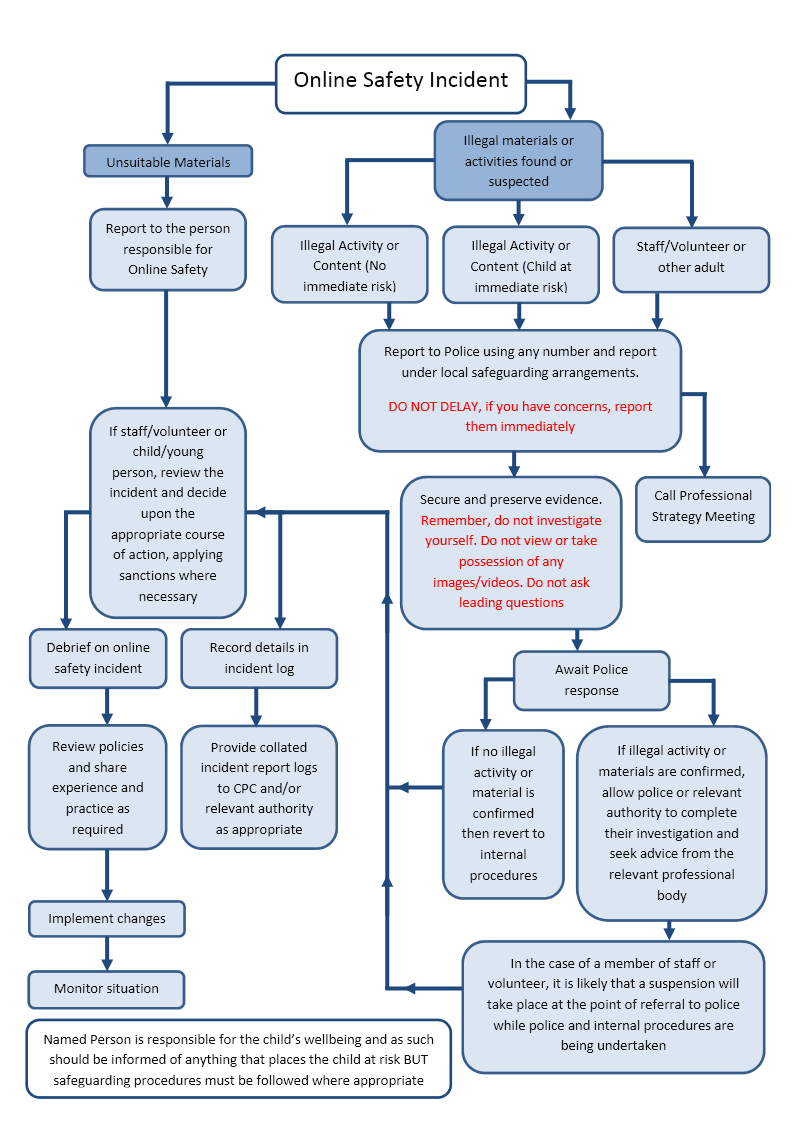 Online Safety Incident
Unsuitable Materials
Illegal materials or
activities found or
suspected
Report to the person
responsible for
Online Safety
Illegal Activity or
Content (No
immediate risk)
Illegal Activity or
Content (Child at
immediate risk)
Staff/Volunteer or
other adult
Report to Police using any number and report
under local safeguarding arrangements.
DO NOT DELAY, if you have concerns, report
them immediately
If staff/volunteer or
child/young
person, review the
incident and decide
upon the
appropriate course
of action, applying
sanctions where
necessary
Secure and preserve evidence.
Remember, do not investigate
yourself. Do not view or take
possession of any
images/videos. Do not ask
leading questions
Call Professional
Strategy Meeting
Debrief on online
safety incident
Record details in
incident log
Await Police
response
Review policies
and share
experience and
practice as
required
Provide collated
incident report logs
to CPC and/or
relevant authority
as appropriate
If no illegal
activity or
material is
confirmed
then revert to
internal
procedures
If illegal activity or
materials are confirmed,
allow police or relevant
authority to complete
their investigation and
seek advice from the
relevant professional
body
Implement changes
Monitor situation
In the case of a member of staff or
volunteer, it is likely that a suspension will
take place at the point of referral to police
while police and internal procedures are
being undertaken
Named Person is responsible for the child’s wellbeing and as such
should be informed of anything that places the child at risk BUT
safeguarding procedures must be followed where appropriate